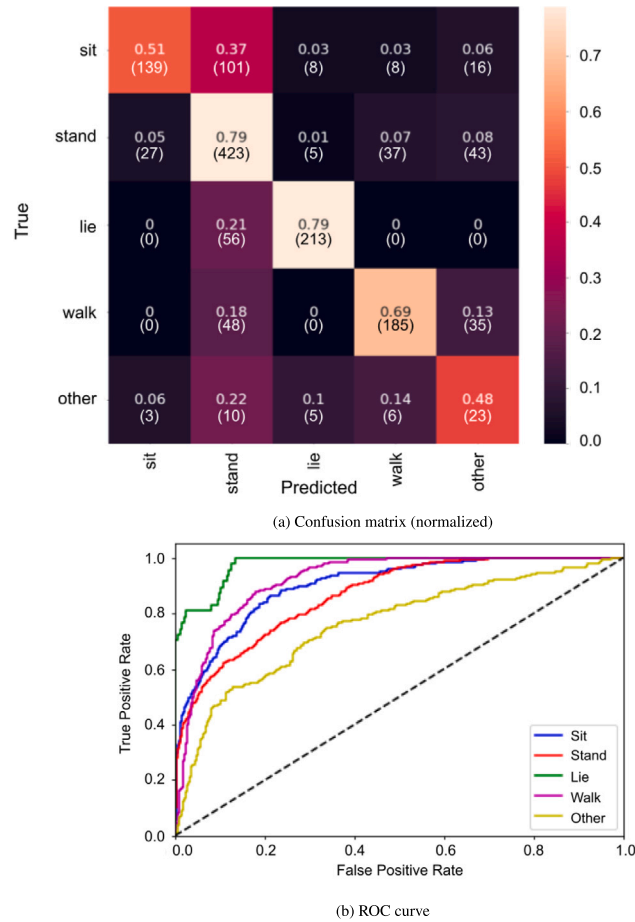 sit 0.51 0.37 0.03 0.03 0.06
(139) (101) (8) (8) (16)
stand 0.05 0.79 0.01 0.07 0.08
(27) (423) (5) (37) (43)
lie 0 0.21 0.79 0 0
(0) (56) (213) (0) (0)
walk 0 0.18 0 0.69 0.13
(0) (48) (0) (185) (35)
other 0.06 0.22 0.1 0.14 0.48
(3) (10) (5) (6) (23)
True
sit stand lie walk other
Predicted
0.7
0.6
0.5
0.4
0.3
0.2
0.1
0.0
(a) Confusion matrix (normalized)
1.0
0.8
0.6
0.4
0.2
0.0
True Positive Rate
Sit
Stand
Lie
Walk
Other
0.0 0.2 0.4 0.6 0.8 1.0
False Positive Rate
(b) ROC curve